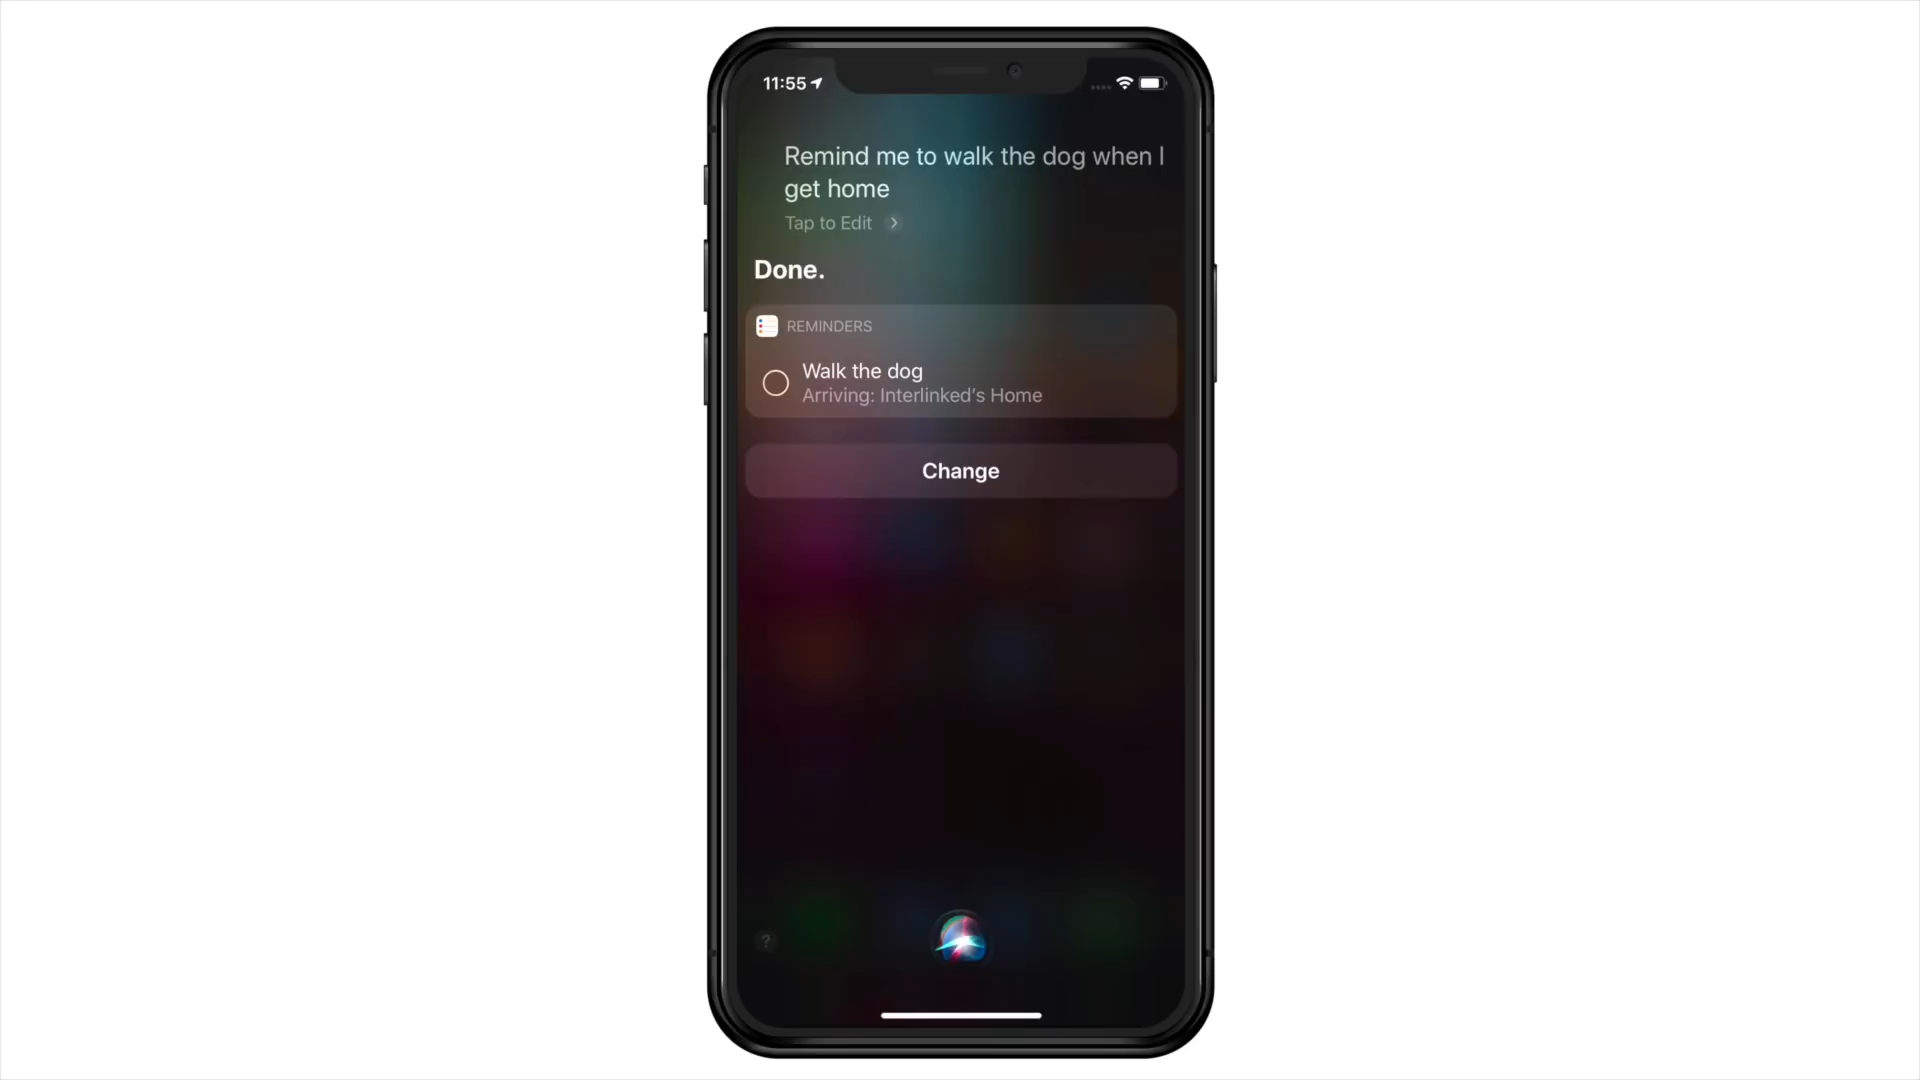 11:55
Remind me to walk the dog when I
get home
Tap to Edit
Done.
REMINDERS
Walk the dog
Arriving: Interlinked’s Home
Change
?